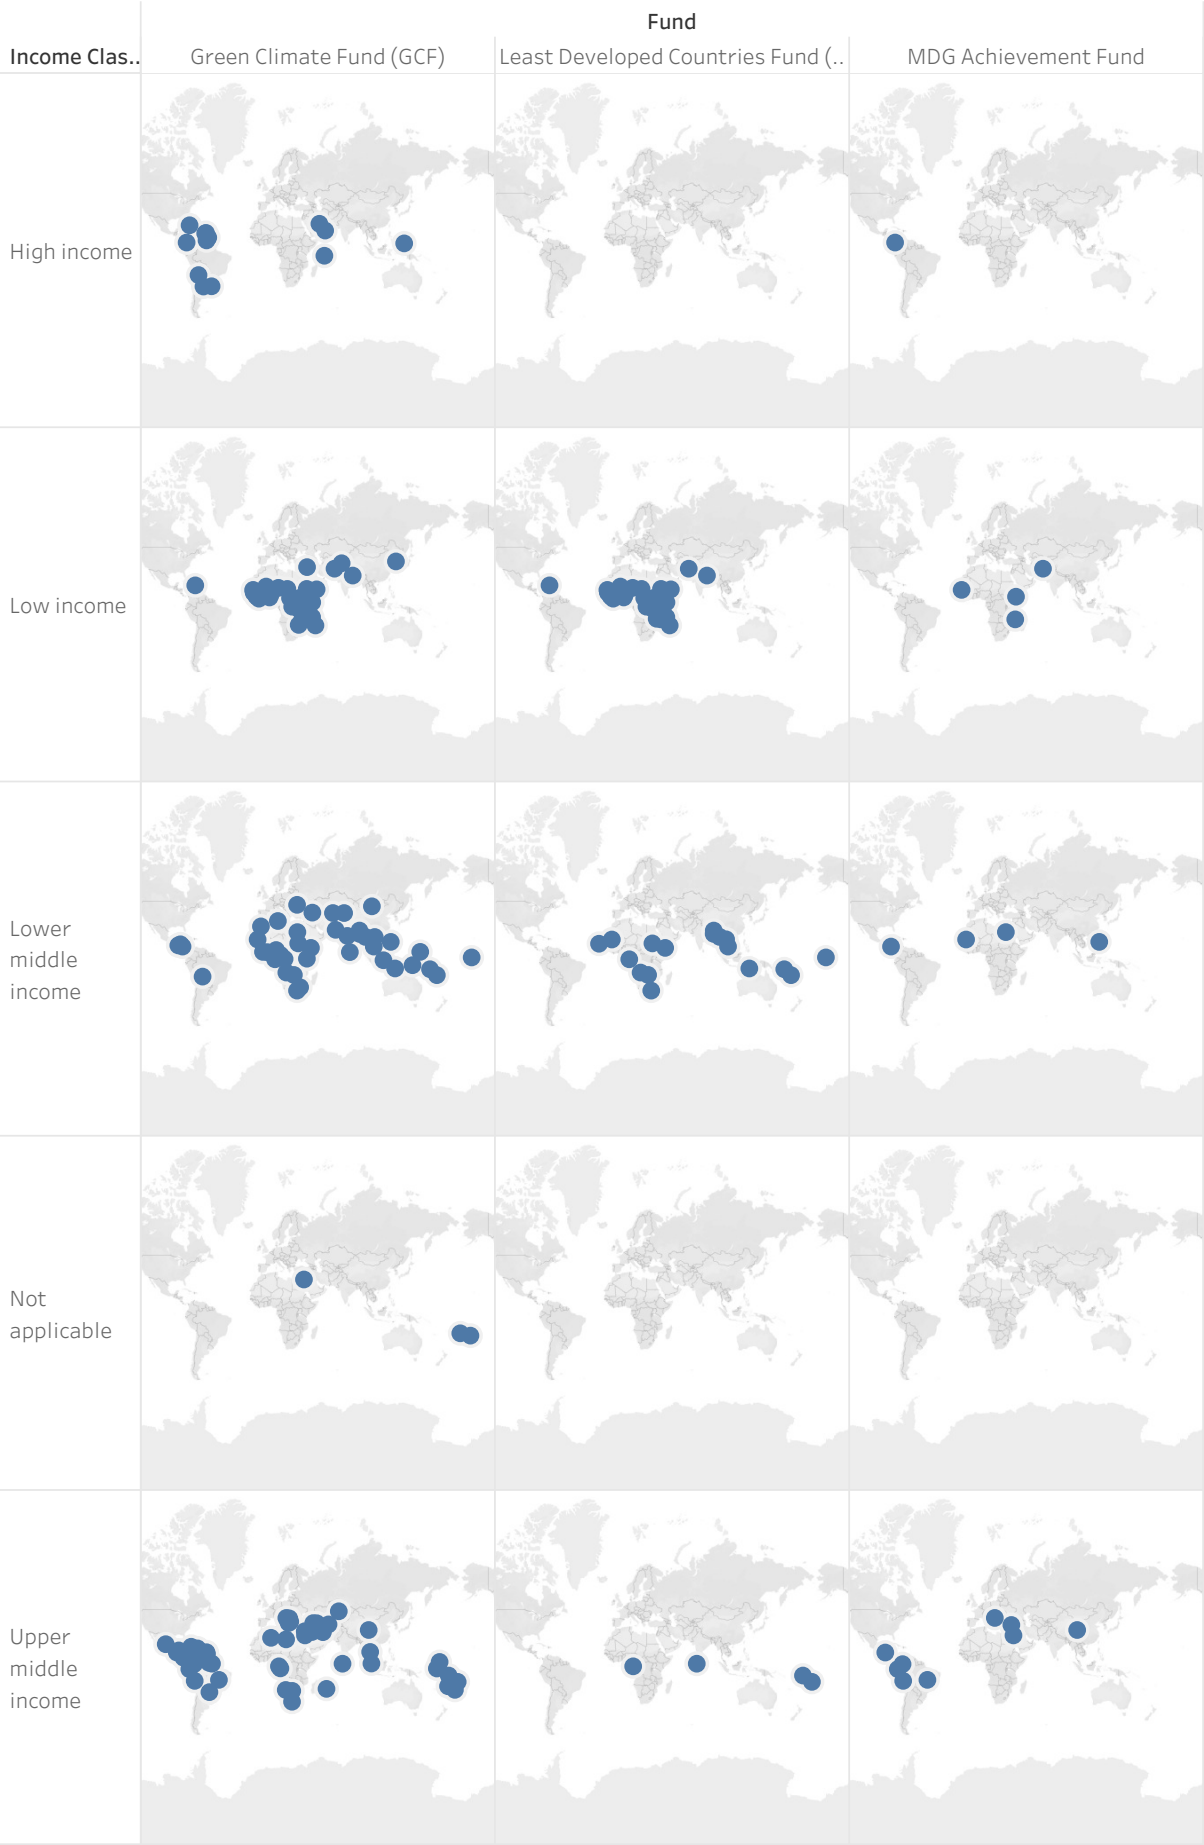 Fund
Income Clas..
Green Climate Fund (GCF)
Least Developed Countries Fund (..
MDG Achievement Fund
High income
Low income
Lower
middle
income
Not
applicable
Upper
middle
income